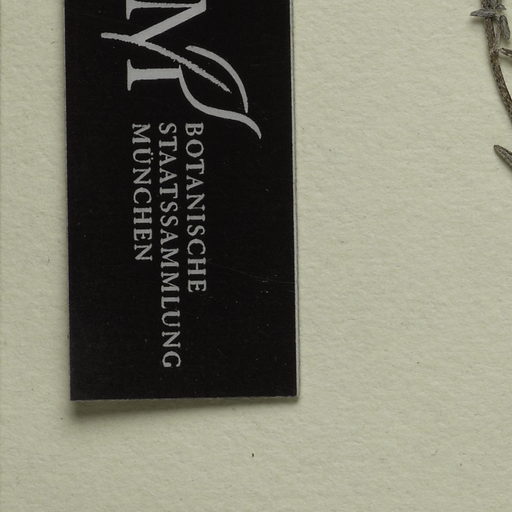 M
BOTANISCHE
STAATSSAMMLUNG
MÜNCHEN